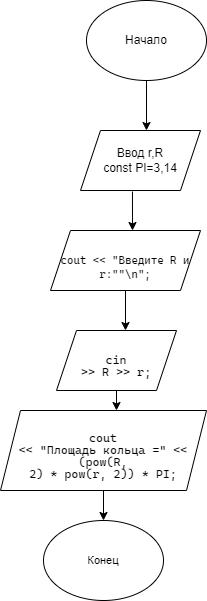 Начало
Ввод r,R
const PI=3,14
cout << "Введите R и
r:""\n";
cin
>> R >> r;
cout
<< "Площадь кольца =" <<
(pow(R,
2) * pow(r, 2)) * PI;
Конец